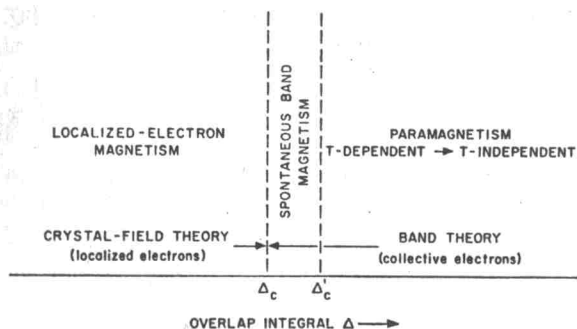 LOCALIZED-ELECTRON
MAGNETISM
SPONTANEOUS BAND
MAGNETISM
PARAMAGNETISM
T-DEPENDENT → T-INDEPENDENT
CRYSTAL-FIELD THEORY
(localized electrons)
BAND THEORY
(collective electrons)
Δc
Δ'c
OVERLAP INTEGRAL Δ →